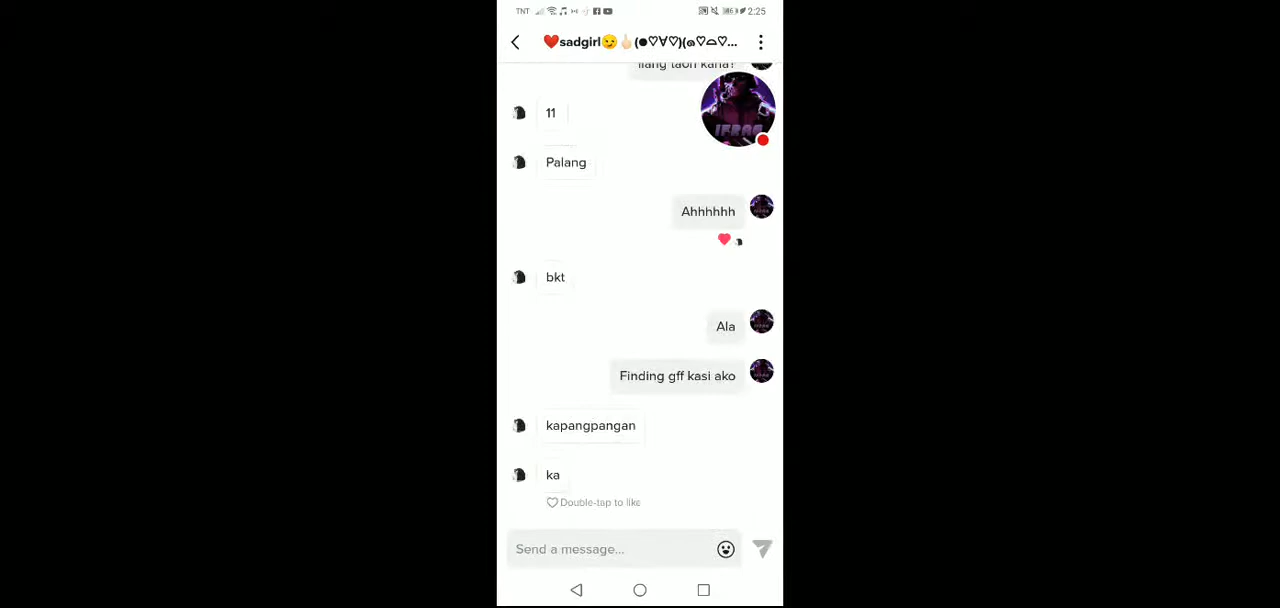 TNT 2:25
❤️sadgirl😏👆🏻(●♡∀♡)(๑♡⌓♡...
ilang taon kana?
11
Palang
Ahhhhhh
bkt
Ala
Finding gff kasi ako
kapangpangan
ka
Double-tap to like
Send a message...